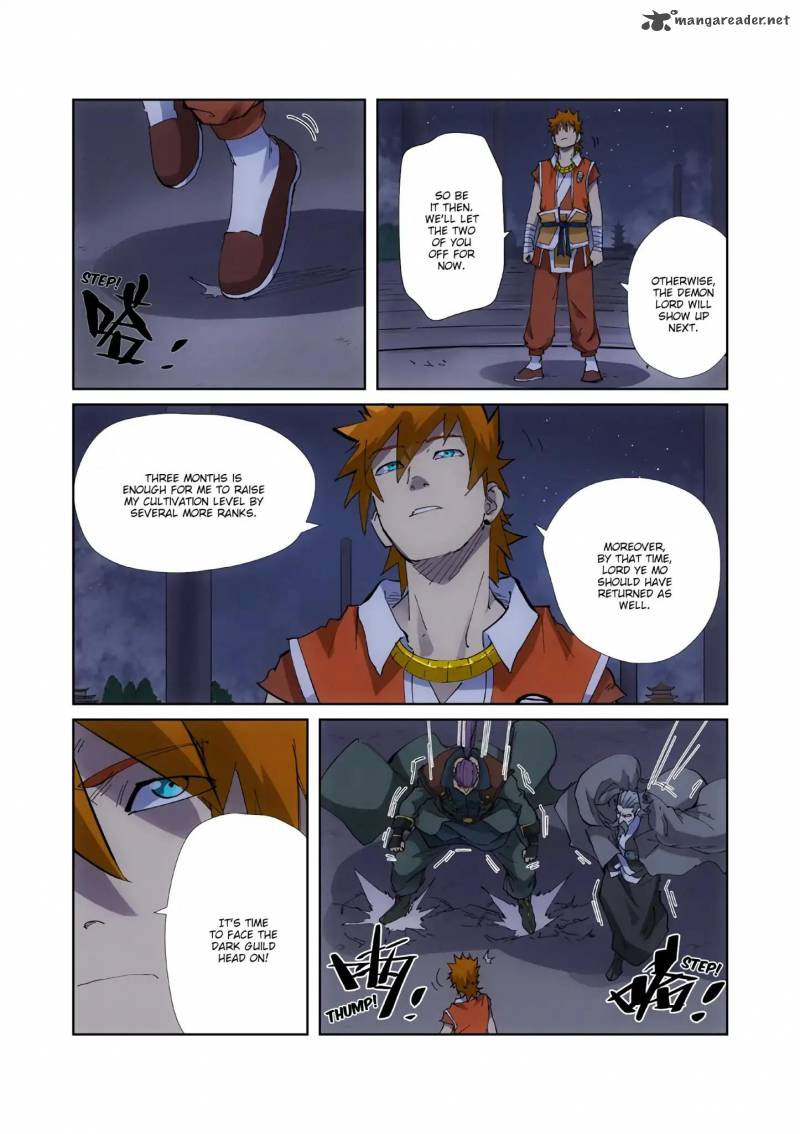 mangareader.net
STEP!
嗒
SO BE
IT THEN.
WE'LL LET
THE TWO
OF YOU
OFF FOR
NOW.
OTHERWISE,
THE DEMON
LORD WILL
SHOW UP
NEXT.
THREE MONTHS IS
ENOUGH FOR ME TO RAISE
MY CULTIVATION LEVEL BY
SEVERAL MORE RANKS.
MOREOVER,
BY THAT TIME,
LORD YE MO
SHOULD HAVE
RETURNED AS
WELL.
IT'S TIME
TO FACE THE
DARK GUILD
HEAD ON!
THUMP!
STEP!
嗒